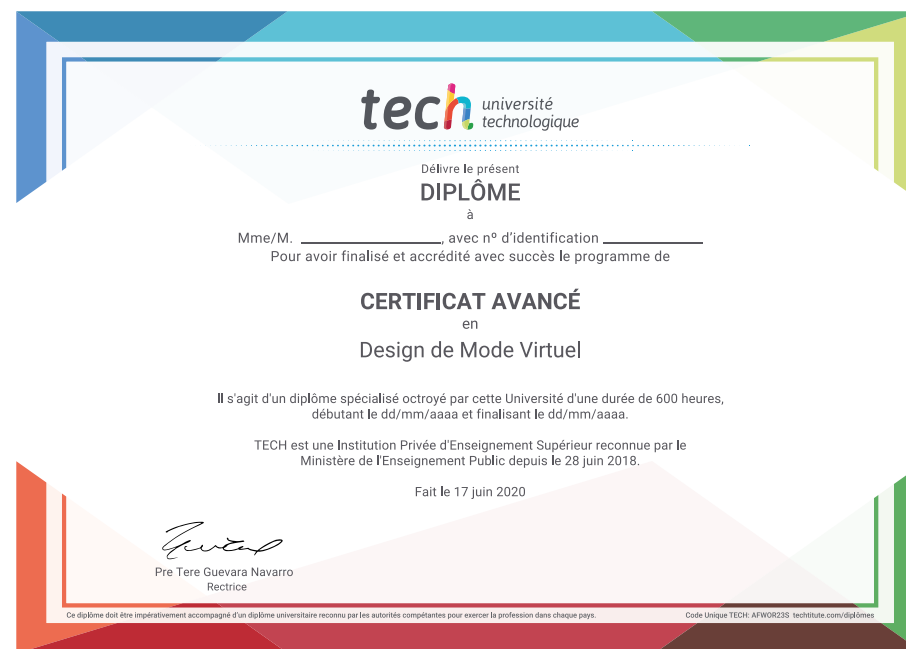 tech université
technologique
Délivre le présent
DIPLÔME
à
Mme/M. ____________________, avec nº d'identification ______________
Pour avoir finalisé et accrédité avec succès le programme de
CERTIFICAT AVANCÉ
en
Design de Mode Virtuel
Il s'agit d'un diplôme spécialisé octroyé par cette Université d'une durée de 600 heures,
débutant le dd/mm/aaaa et finalisant le dd/mm/aaaa.
TECH est une Institution Privée d'Enseignement Supérieur reconnue par le
Ministère de l'Enseignement Public depuis le 28 juin 2018.
Fait le 17 juin 2020
Pre Tere Guevara Navarro
Rectrice
Ce diplôme doit être impérativement accompagné d'un diplôme universitaire reconnu par les autorités compétantes pour exercer la profession dans chaque pays.
Code Unique TECH: AFWOR23S techtitute.com/diplômes